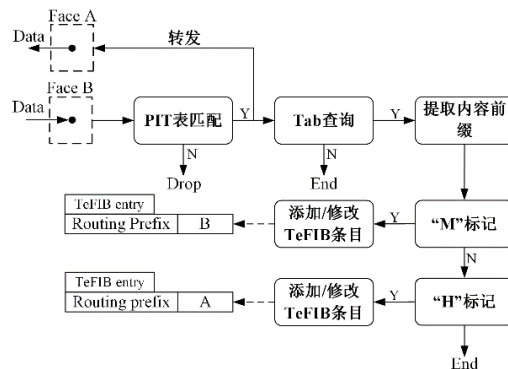 Face A
Data
转发
Face B
Data
PIT表匹配
Y
Tab查询
Y
提取内容前
缀
N
N
Drop
End
TeFIB entry
Routing Prefix
B
添加/修改
TeFIB条目
Y
“M”标记
N
TeFIB entry
Routing prefix
A
添加/修改
TeFIB条目
Y
“H”标记
End